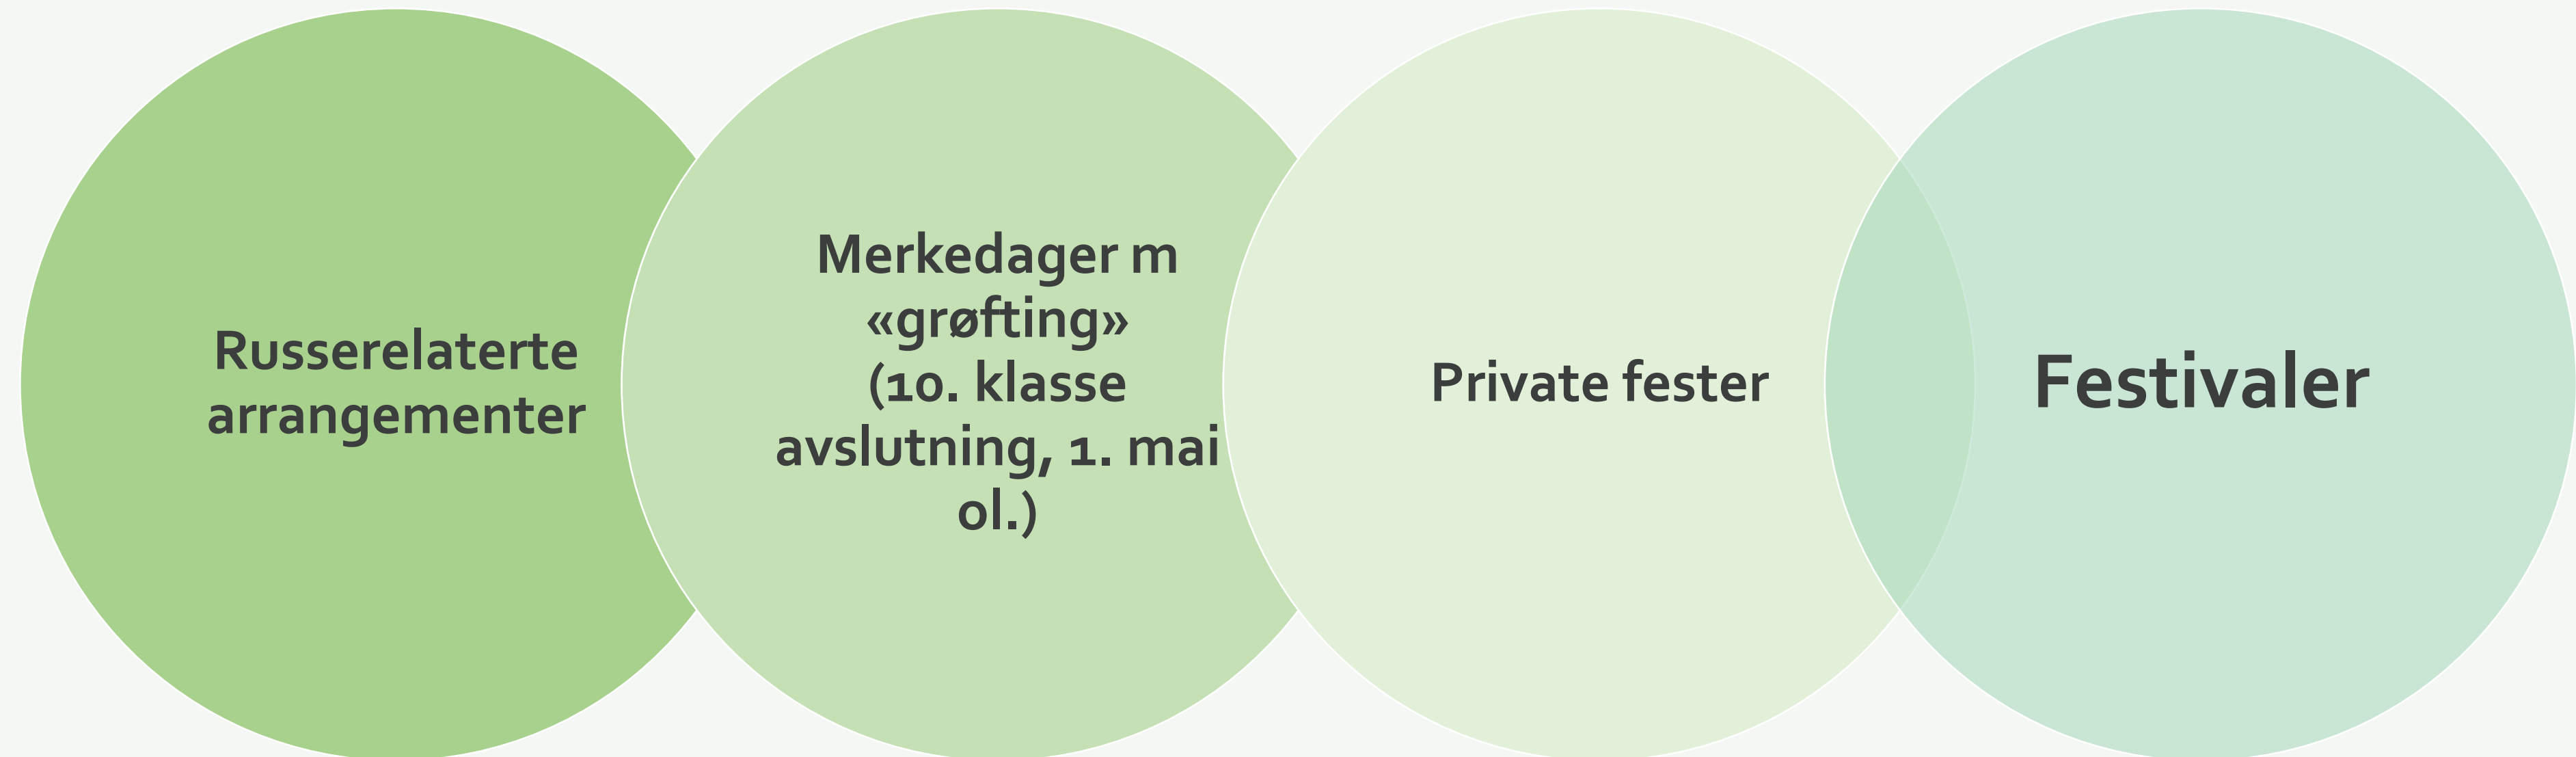 Russerelaterte
arrangementer
Merkedager m
«grøfting»
(10. klasse
avslutning, 1. mai
ol.)
Private fester
Festivaler